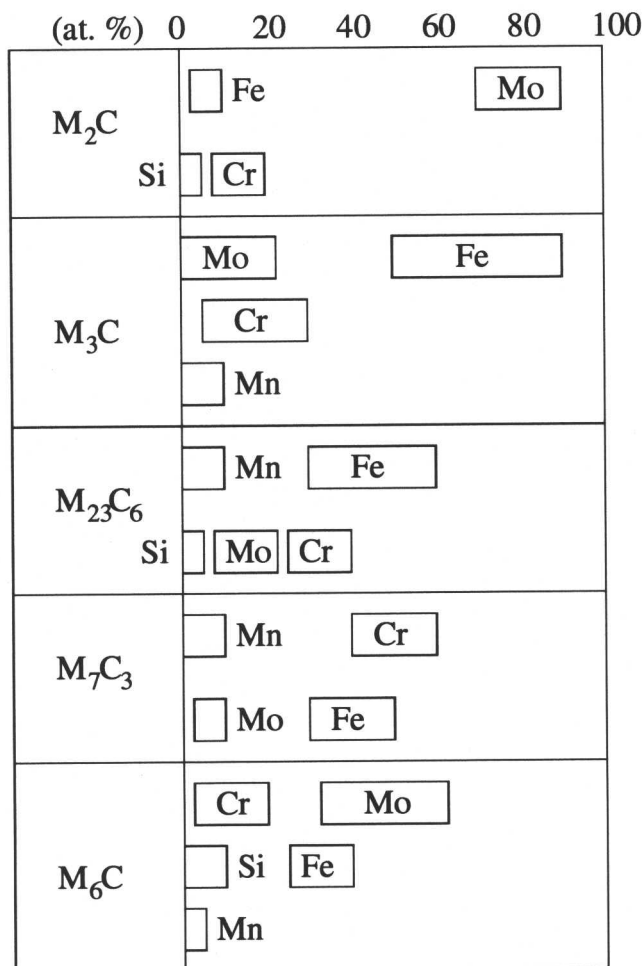 (at. %) 0 20 40 60 80 100
Fe Mo
M₂C
Si Cr
Mo Fe
Cr
M₃C
Mn
Mn Fe
M₂₃C₆
Si Mo Cr
Mn Cr
M₇C₃
Mo Fe
Cr Mo
Si Fe
M₆C
Mn